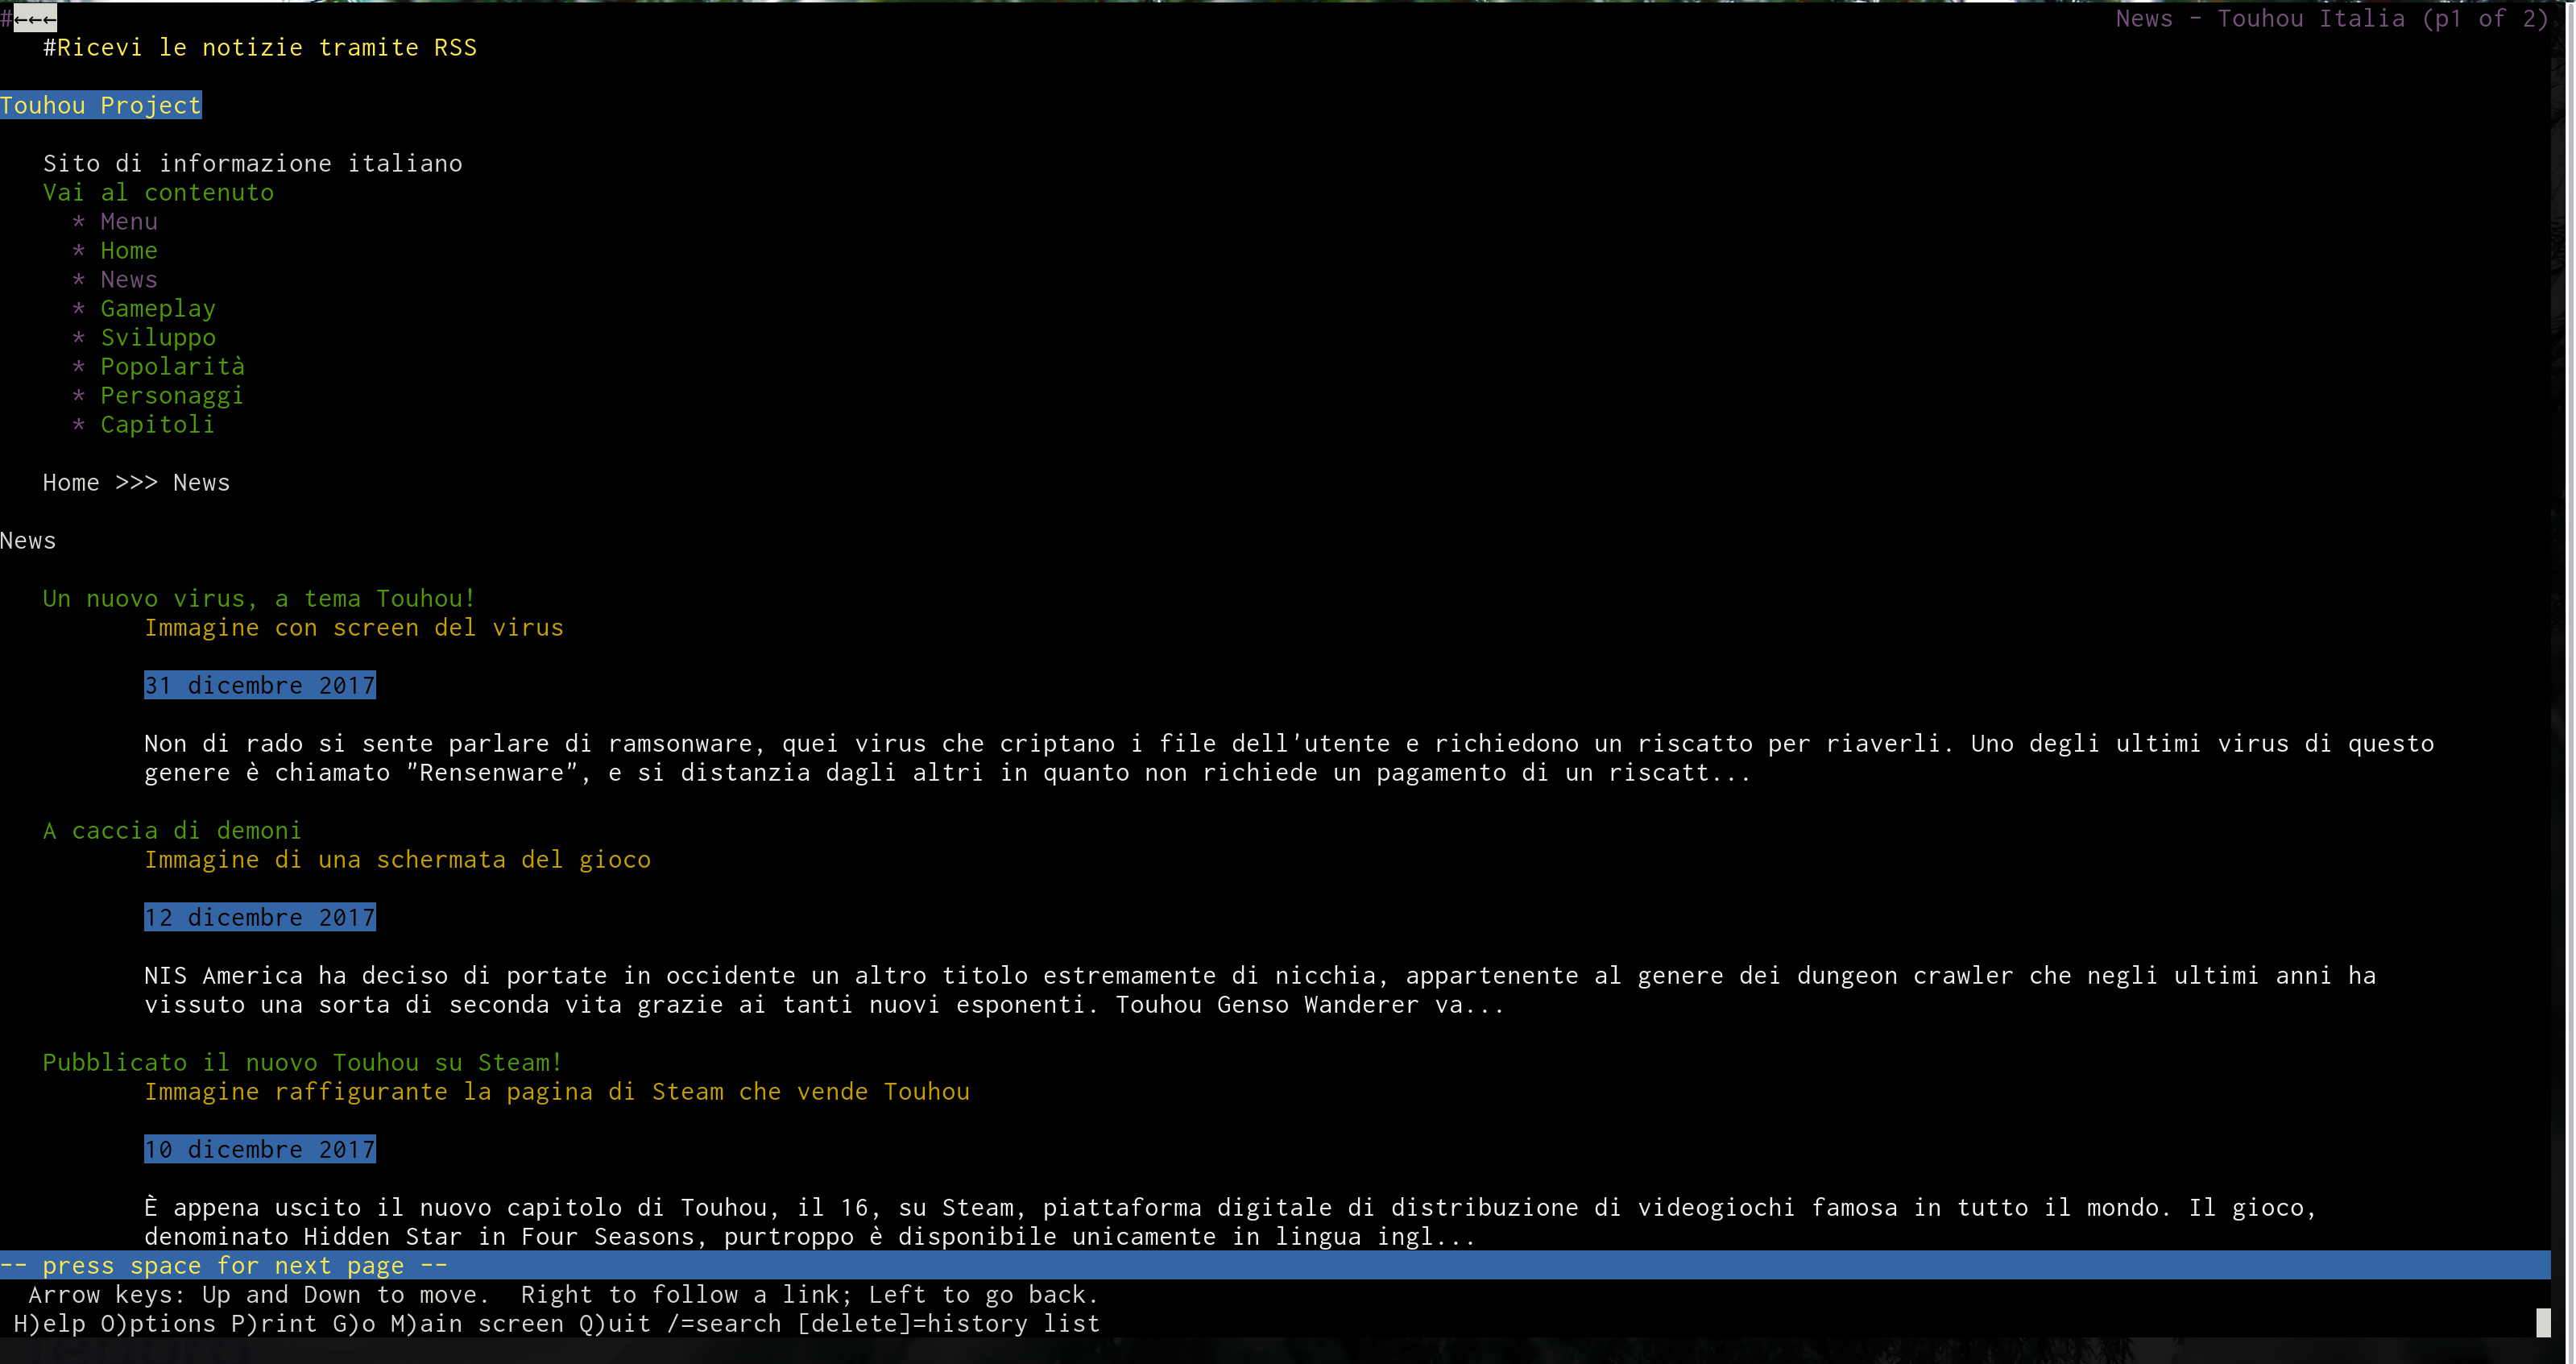 #←←← News - Touhou Italia (p1 of 2)
#Ricevi le notizie tramite RSS
Touhou Project
Sito di informazione italiano
Vai al contenuto
* Menu
* Home
* News
* Gameplay
* Sviluppo
* Popolarità
* Personaggi
* Capitoli
Home >>> News
News
Un nuovo virus, a tema Touhou!
Immagine con screen del virus
31 dicembre 2017
Non di rado si sente parlare di ramsonware, quei virus che criptano i file dell'utente e richiedono un riscatto per riaverli. Uno degli ultimi virus di questo
genere è chiamato "Rensenware", e si distanzia dagli altri in quanto non richiede un pagamento di un riscatt...
A caccia di demoni
Immagine di una schermata del gioco
12 dicembre 2017
NIS America ha deciso di portate in occidente un altro titolo estremamente di nicchia, appartenente al genere dei dungeon crawler che negli ultimi anni ha
vissuto una sorta di seconda vita grazie ai tanti nuovi esponenti. Touhou Genso Wanderer va...
Pubblicato il nuovo Touhou su Steam!
Immagine raffigurante la pagina di Steam che vende Touhou
10 dicembre 2017
È appena uscito il nuovo capitolo di Touhou, il 16, su Steam, piattaforma digitale di distribuzione di videogiochi famosa in tutto il mondo. Il gioco,
denominato Hidden Star in Four Seasons, purtroppo è disponibile unicamente in lingua ingl...
-- press space for next page --
Arrow keys: Up and Down to move.  Right to follow a link; Left to go back.
H)elp O)ptions P)rint G)o M)ain screen Q)uit /=search [delete]=history list